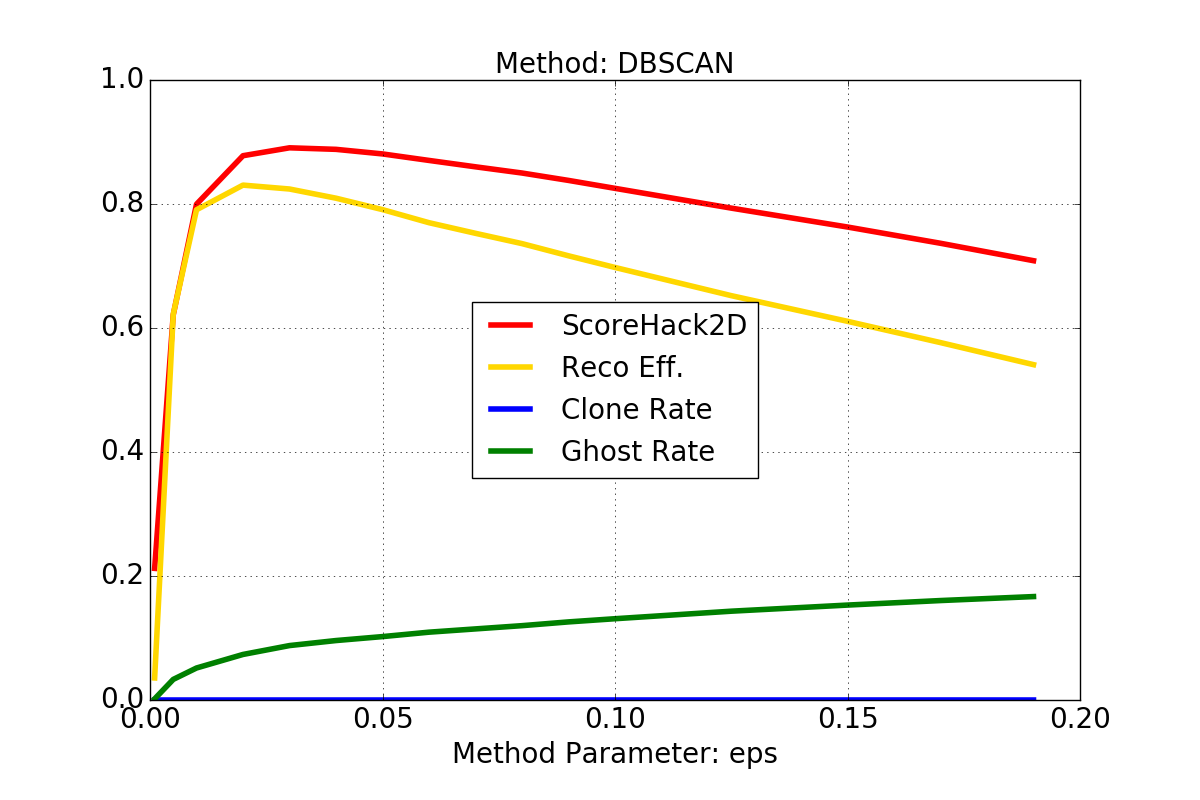 Method: DBSCAN
1.0
0.8
0.6
0.4
0.2
0.0
ScoreHack2D
Reco Eff.
Clone Rate
Ghost Rate
0.00 0.05 0.10 0.15 0.20
Method Parameter: eps